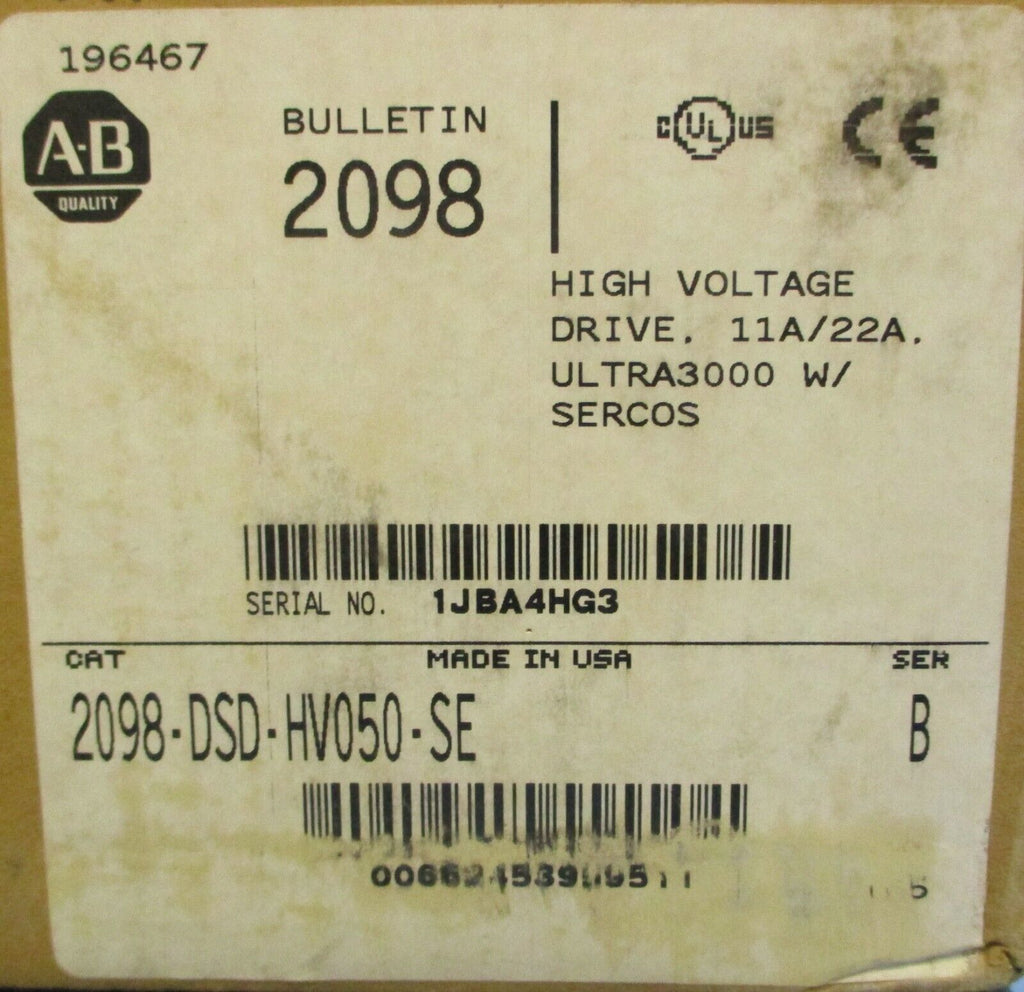 196467
A-B
QUALITY
BULLETIN
2098
C UL US
CE
HIGH VOLTAGE
DRIVE, 11A/22A,
ULTRA3000 W/
SERCOS
SERIAL NO. 1JBA4HG3
CAT MADE IN USA SER
2098-DSD-HV050-SE B